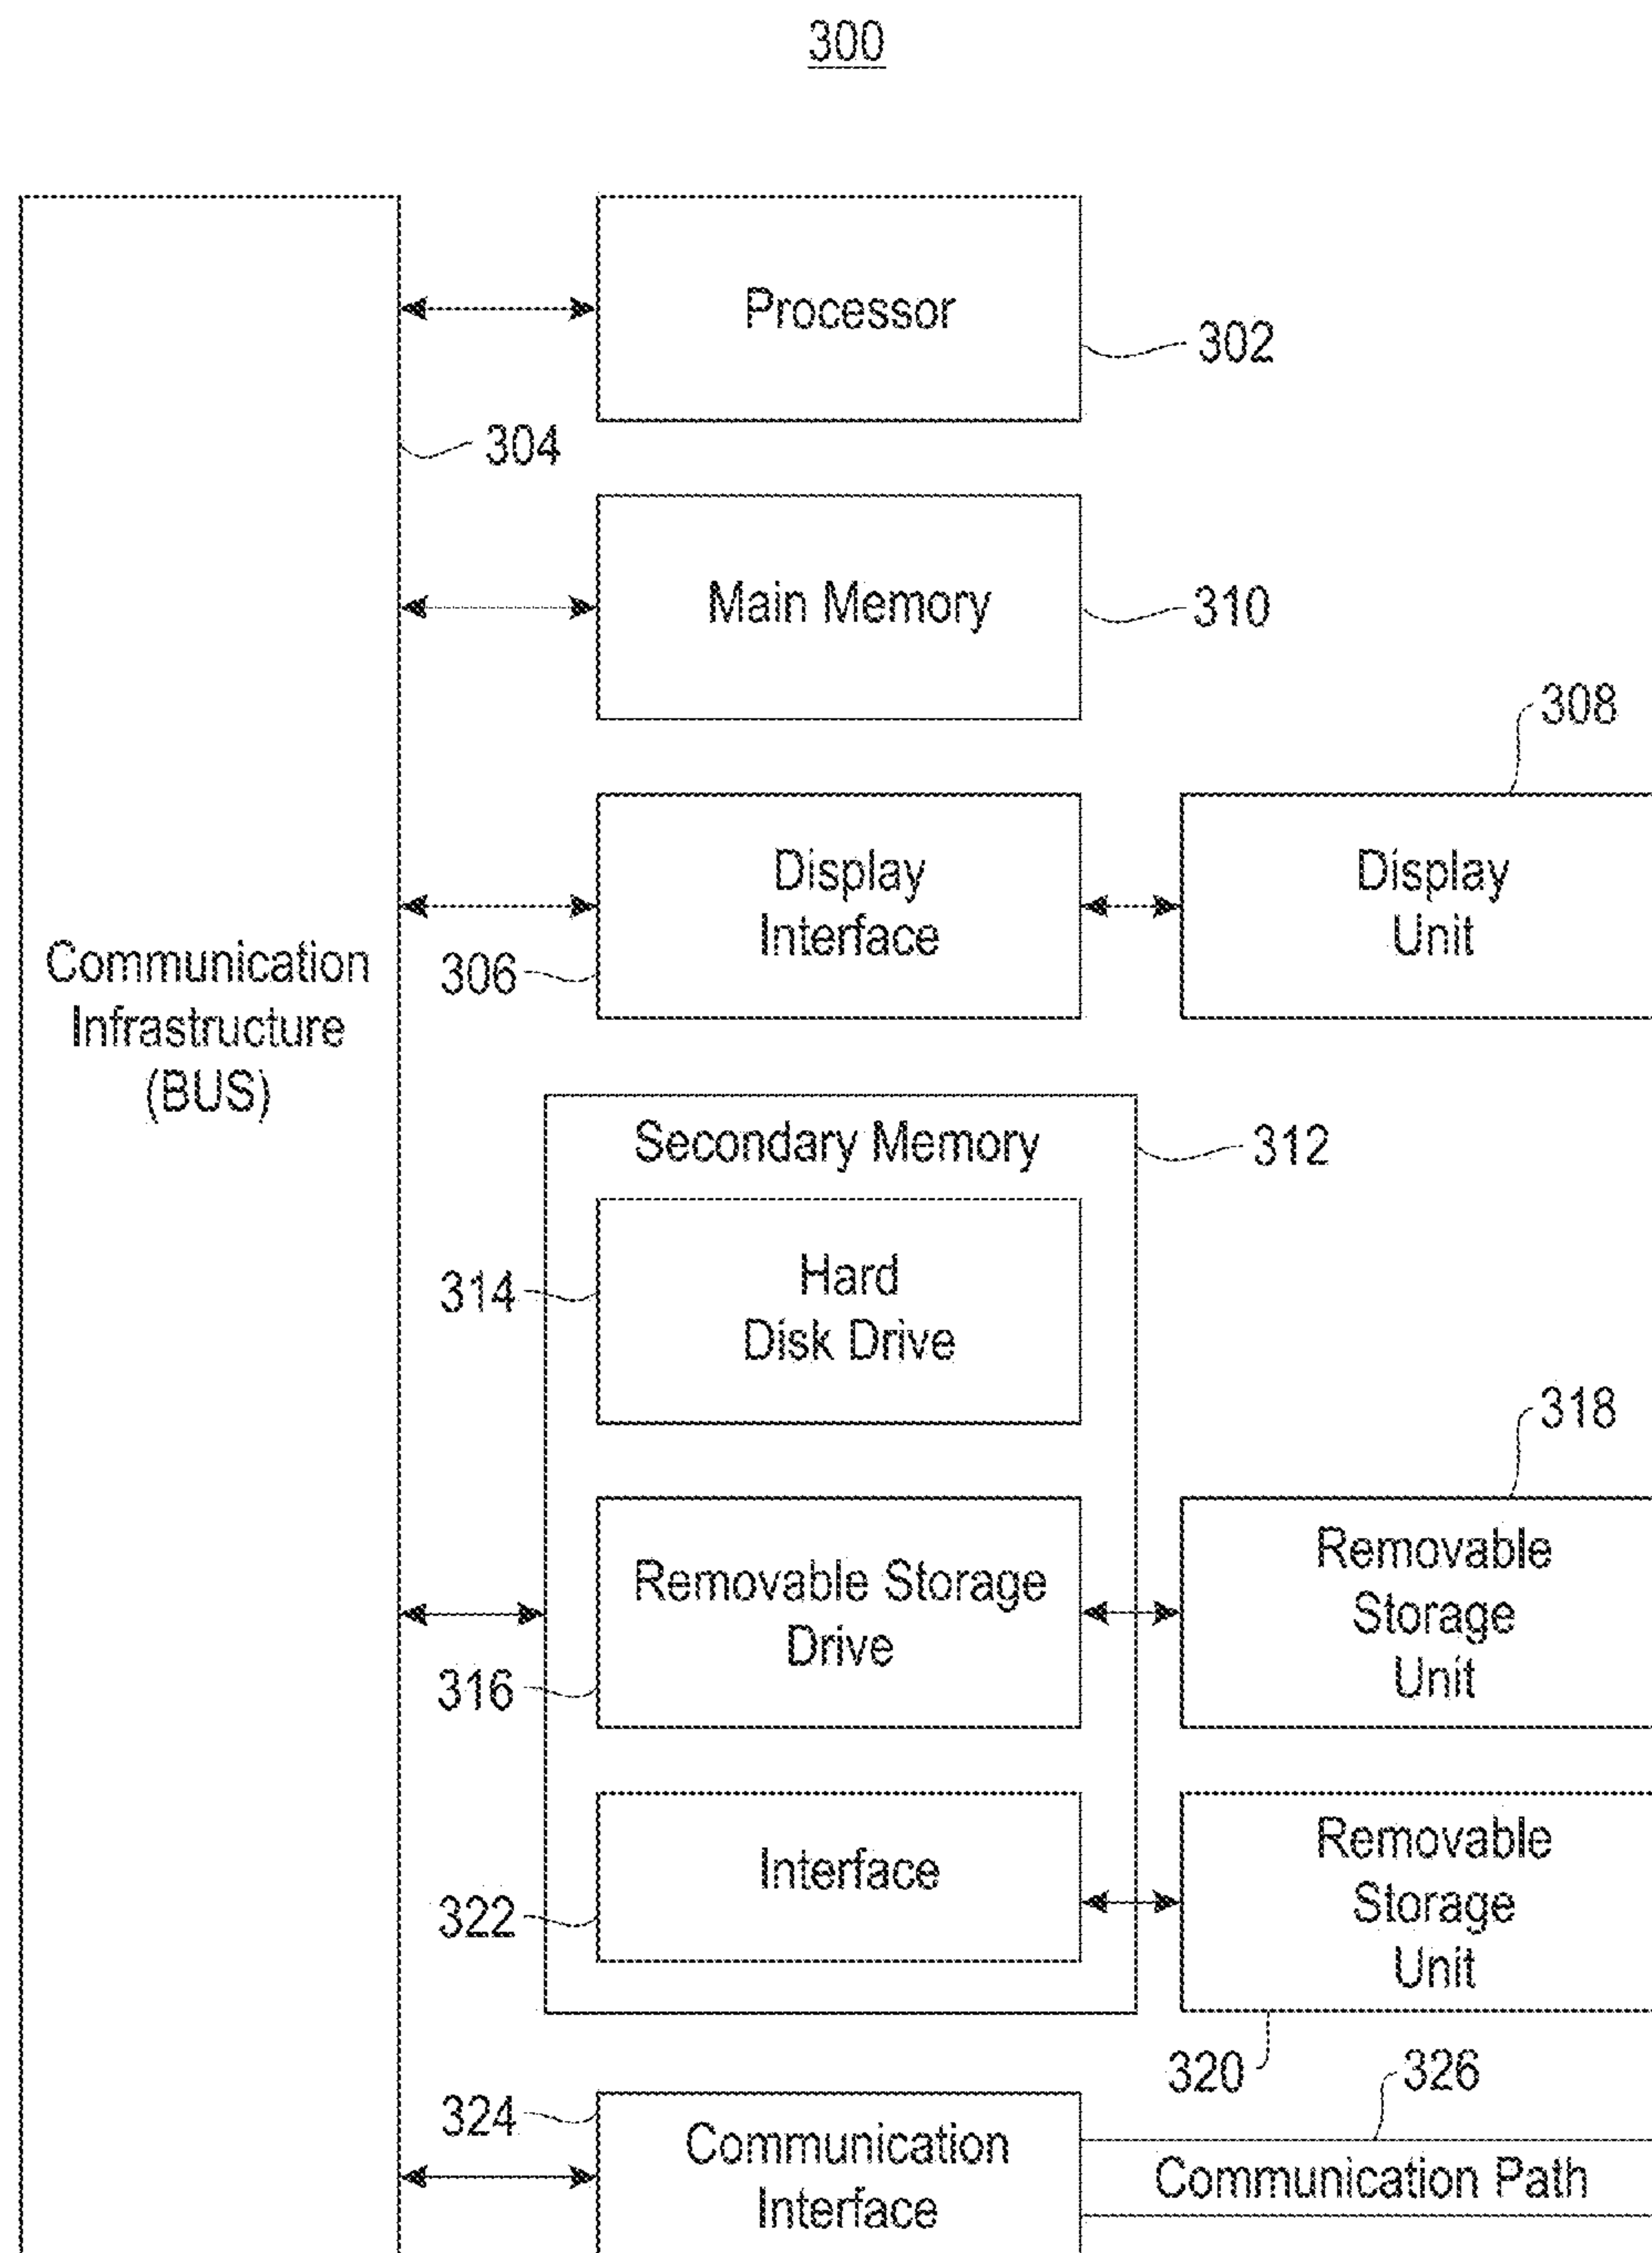 300
Processor
302
304
Main Memory
310
308
Display
Interface
Display
Unit
306
Communication
Infrastructure
(BUS)
Secondary Memory
312
Hard
Disk Drive
314
318
Removable Storage
Drive
316
Removable
Storage
Unit
Interface
322
Removable
Storage
Unit
320
326
324
Communication
Interface
Communication Path